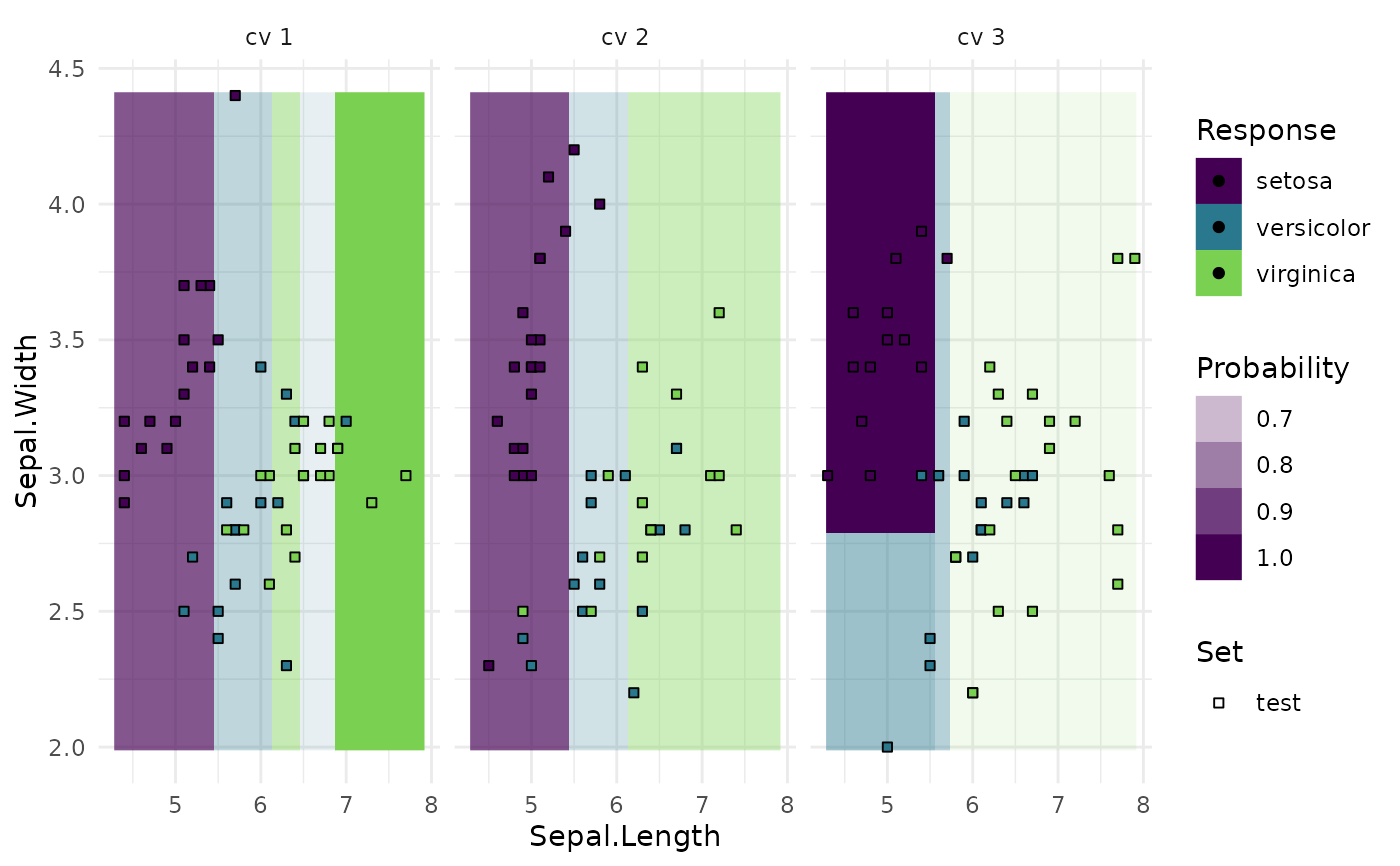 cv 1
cv 2
cv 3
4.5
4.0
3.5
3.0
2.5
2.0
Sepal.Width
5 6 7 8
5 6 7 8
5 6 7 8
Sepal.Length
Response
setosa
versicolor
virginica
Probability
0.7
0.8
0.9
1.0
Set
test